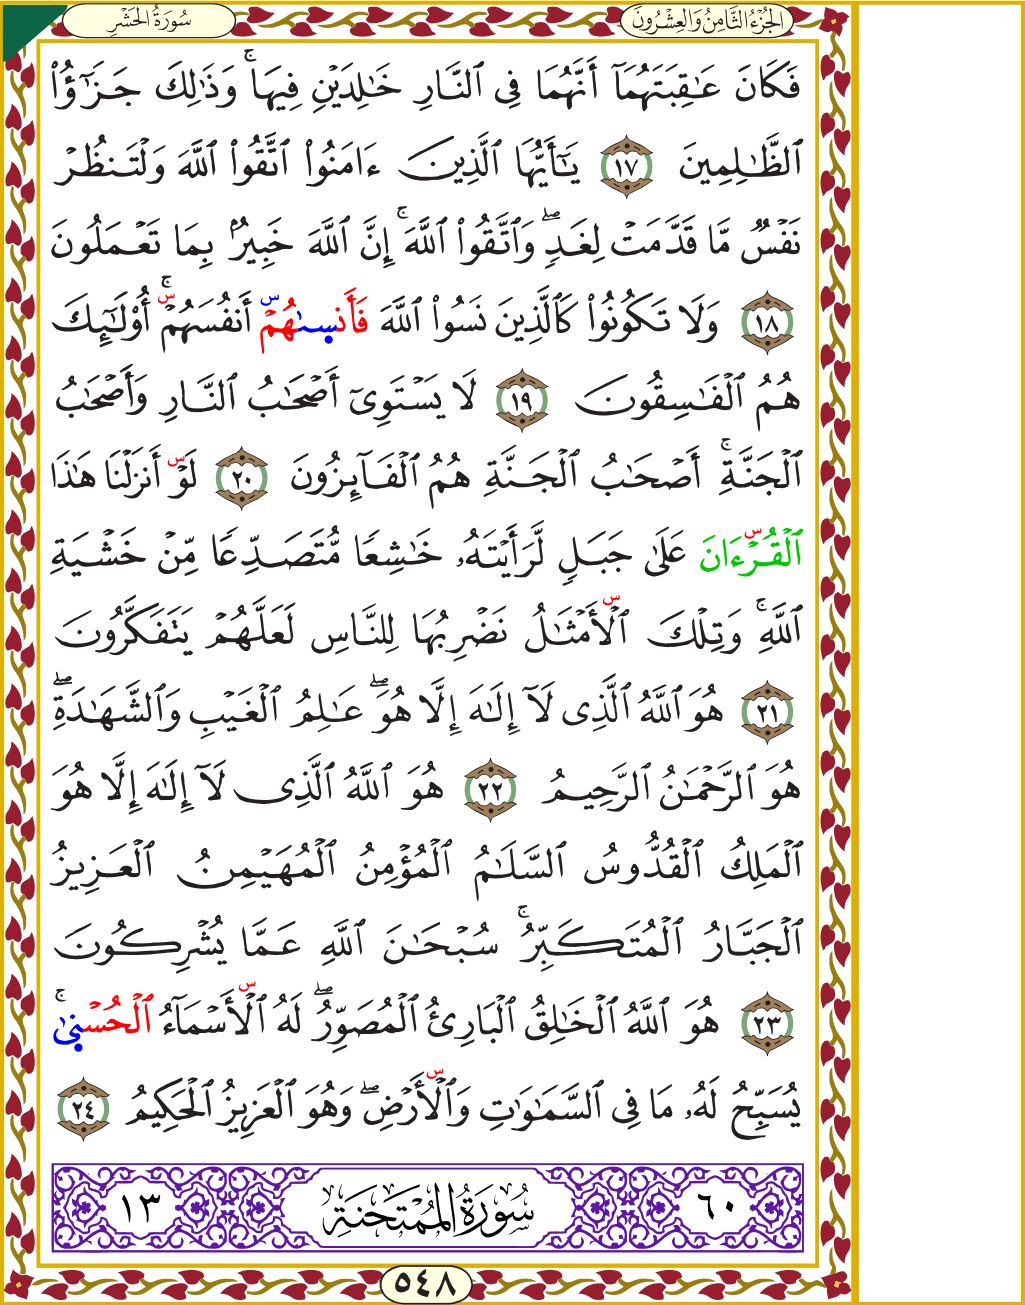 الجُزْءُ الثَّامِنُ وَالعِشْرُونَ
سُورَةُ الحَشْرِ
فَكَانَ عَٰقِبَتَهُمَآ أَنَّهُمَا فِي ٱلنَّارِ خَٰلِدَيْنِ فِيهَاۚ وَذَٰلِكَ جَزَٰٓؤُا۟
ٱلظَّٰلِمِينَ ١٧ يَٰٓأَيُّهَا ٱلَّذِينَ ءَامَنُوا۟ ٱتَّقُوا۟ ٱللَّهَ وَلْتَنظُرْ
نَفْسٌ مَّا قَدَّمَتْ لِغَدٍۖ وَٱتَّقُوا۟ ٱللَّهَۚ إِنَّ ٱللَّهَ خَبِيرٌۢ بِمَا تَعْمَلُونَ
١٨ وَلَا تَكُونُوا۟ كَٱلَّذِينَ نَسُوا۟ ٱللَّهَ فَأَنسىٰهُمْۜ أَنفُسَهُمْۜۚ أُو۟لَٰٓئِكَ
هُمُ ٱلْفَٰسِقُونَ ١٩ لَا يَسْتَوِىٓ أَصْحَٰبُ ٱلنَّارِ وَأَصْحَٰبُ
ٱلْجَنَّةِۚ أَصْحَٰبُ ٱلْجَنَّةِ هُمُ ٱلْفَآئِزُونَ ٢٠ لَوْۜ أَنزَلْنَا هَٰذَا
ٱلْقُرْۜءَانَ عَلَىٰ جَبَلٍ لَّرَأَيْتَهُۥ خَٰشِعًا مُّتَصَدِّعًا مِّنْ خَشْيَةِ
ٱللَّهِۚ وَتِلْكَ ٱلْۜأَمْثَٰلُ نَضْرِبُهَا لِلنَّاسِ لَعَلَّهُمْ يَتَفَكَّرُونَ
٢١ هُوَ ٱللَّهُ ٱلَّذِى لَآ إِلَٰهَ إِلَّا هُوَۖ عَٰلِمُ ٱلْغَيْبِ وَٱلشَّهَٰدَةِۖ
هُوَ ٱلرَّحْمَٰنُ ٱلرَّحِيمُ ٢٢ هُوَ ٱللَّهُ ٱلَّذِى لَآ إِلَٰهَ إِلَّا هُوَ
ٱلْمَلِكُ ٱلْقُدُّوسُ ٱلسَّلَٰمُ ٱلْمُؤْمِنُ ٱلْمُهَيْمِنُ ٱلْعَزِيزُ
ٱلْجَبَّارُ ٱلْمُتَكَبِّرُۚ سُبْحَٰنَ ٱللَّهِ عَمَّا يُشْرِكُونَ
٢٣ هُوَ ٱللَّهُ ٱلْخَٰلِقُ ٱلْبَارِئُ ٱلْمُصَوِّرُۖ لَهُ ٱلْۜأَسْمَآءُ ٱلْحُسْنىٰۚ
يُسَبِّحُ لَهُۥ مَا فِى ٱلسَّمَٰوَٰتِ وَٱلْۜأَرْضِۖ وَهُوَ ٱلْعَزِيزُ ٱلْحَكِيمُ ٢٤
٦٠ سُورَةُ الْمُمْتَحَنَةِ ١٣
٥٤٨